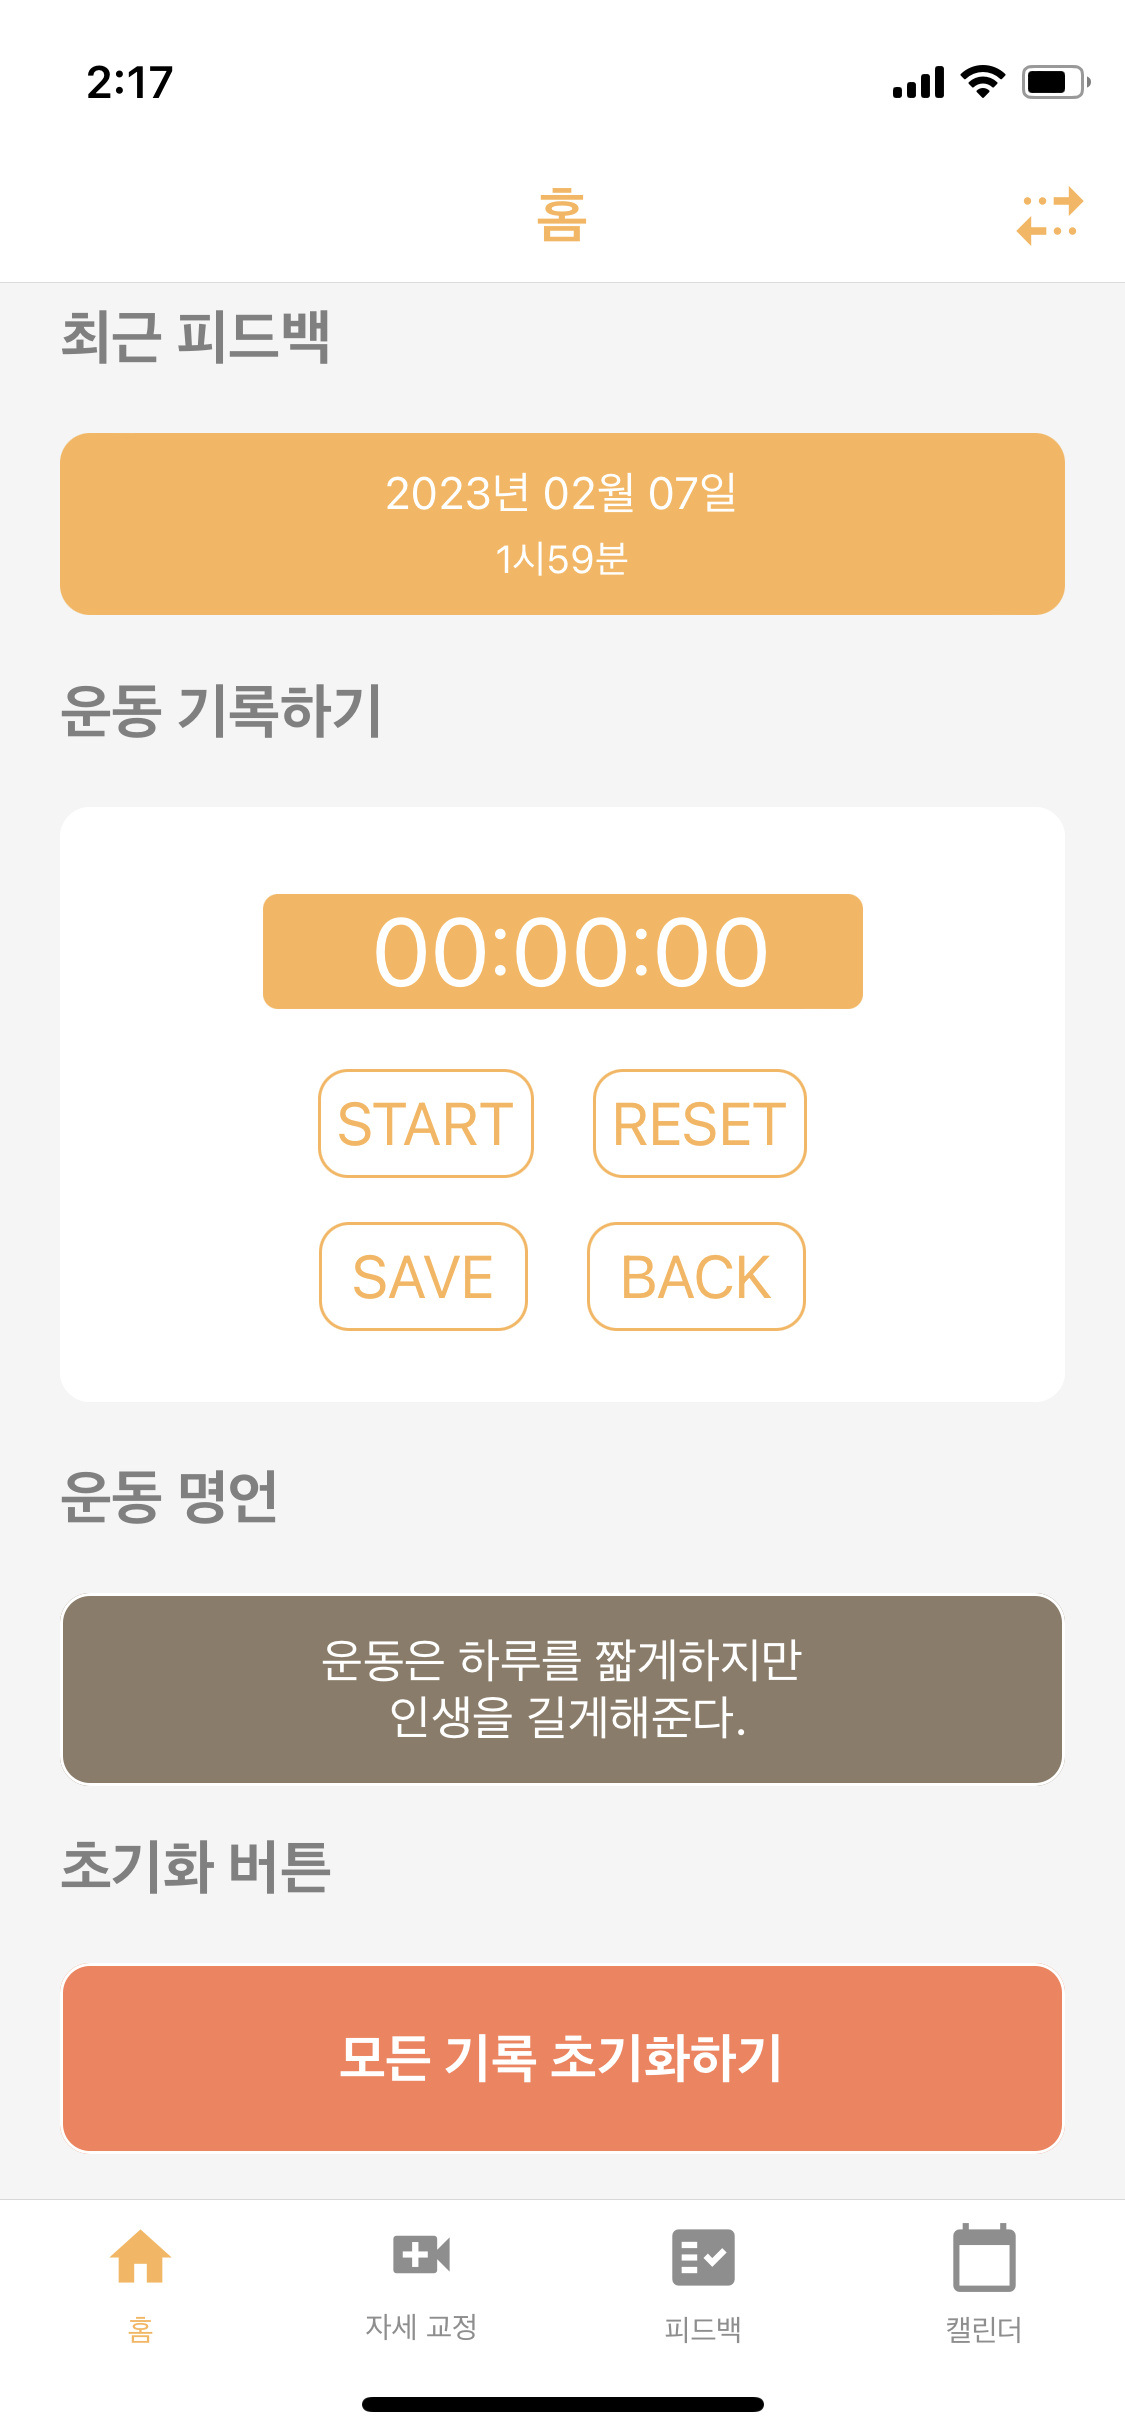 2:17
홈
최근 피드백
2023년 02월 07일
1시59분
운동 기록하기
00:00:00
START RESET
SAVE BACK
운동 명언
운동은 하루를 짧게하지만
인생을 길게해준다.
초기화 버튼
모든 기록 초기화하기
홈 자세 교정 피드백 캘린더